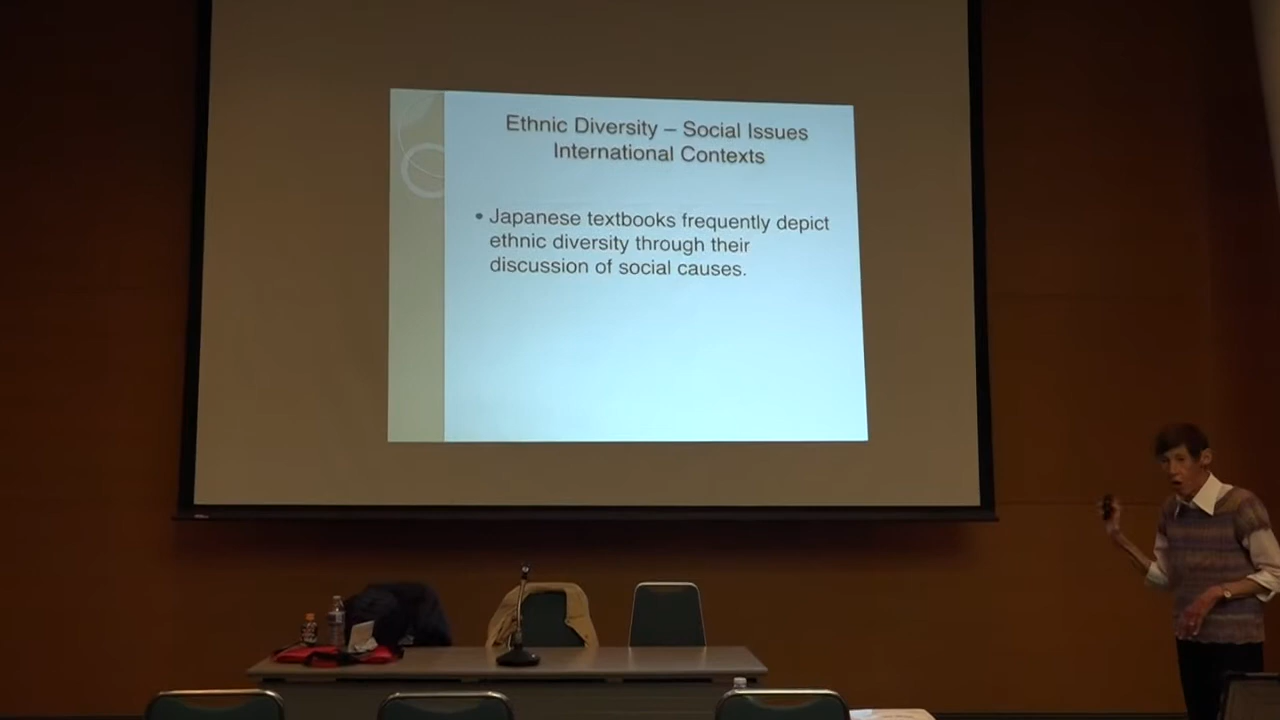 Ethnic Diversity – Social Issues
International Contexts
• Japanese textbooks frequently depict
ethnic diversity through their
discussion of social causes.